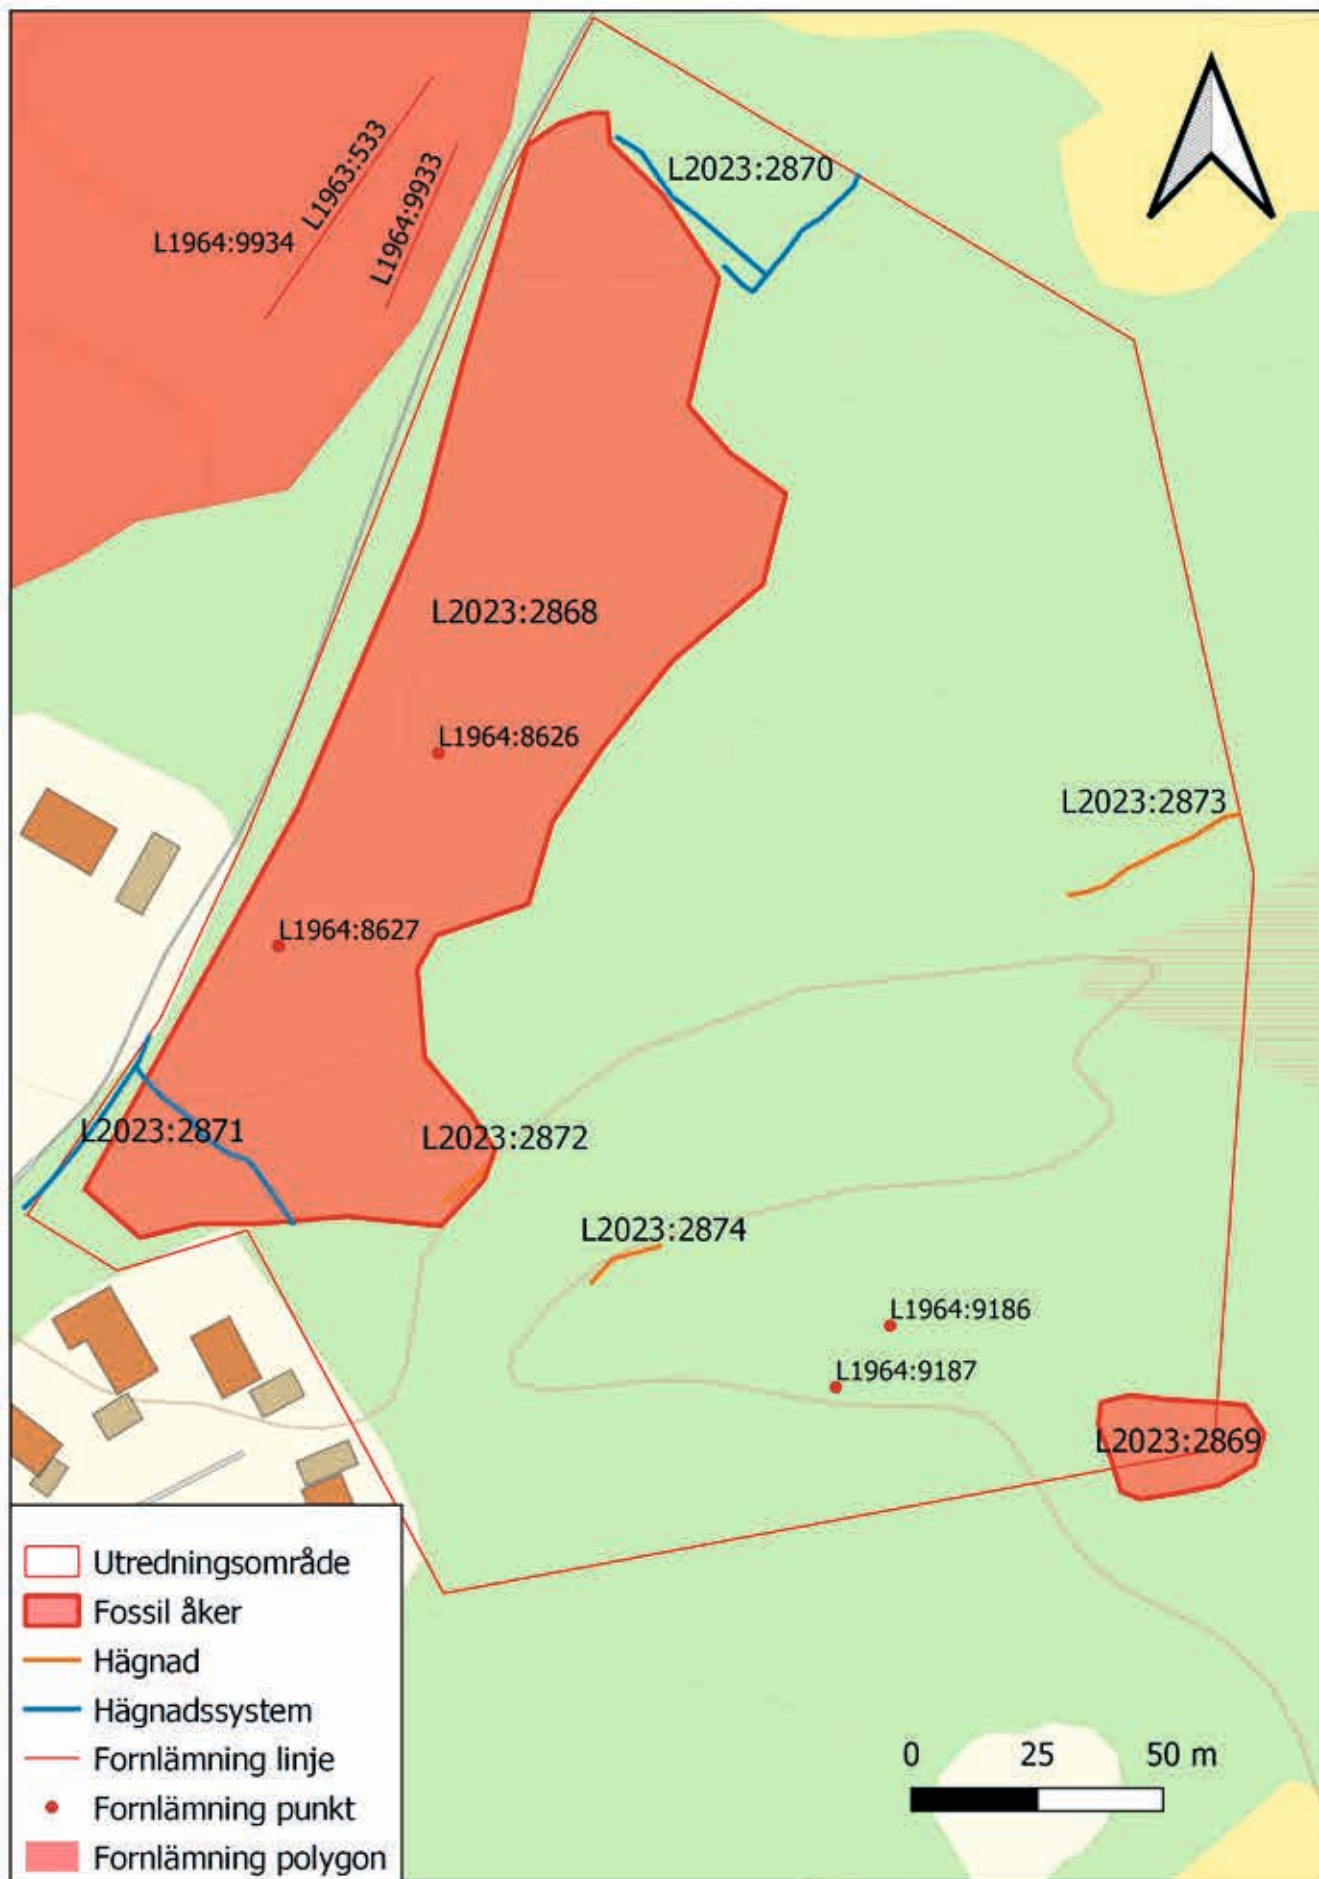 L2023:2870
L1963:533
L1964:9933
L1964:9934
L2023:2868
L1964:8626
L2023:2873
L1964:8627
L2023:2871
L2023:2872
L2023:2874
L1964:9186
L1964:9187
L2023:2869
Utredningsområde
Fossil åker
Hägnad
Hägnadssystem
Fornlämning linje
Fornlämning punkt
Fornlämning polygon
0 25 50 m